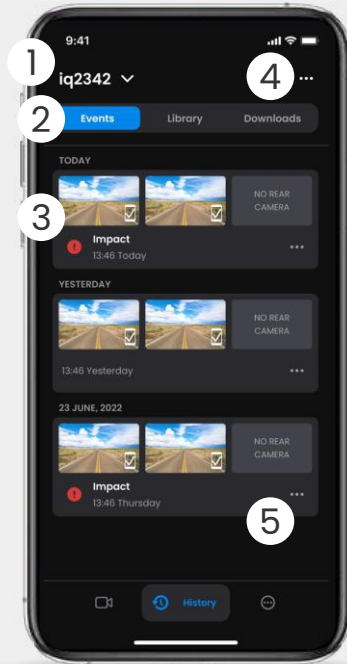 9:41
1
iq2342
4
2
Events Library Downloads
TODAY
NO REAR
CAMERA
3
Impact
13:46 Today
YESTERDAY
NO REAR
CAMERA
13:46 Yesterday
23 JUNE, 2022
NO REAR
CAMERA
Impact
13:46 Thursday
5
History